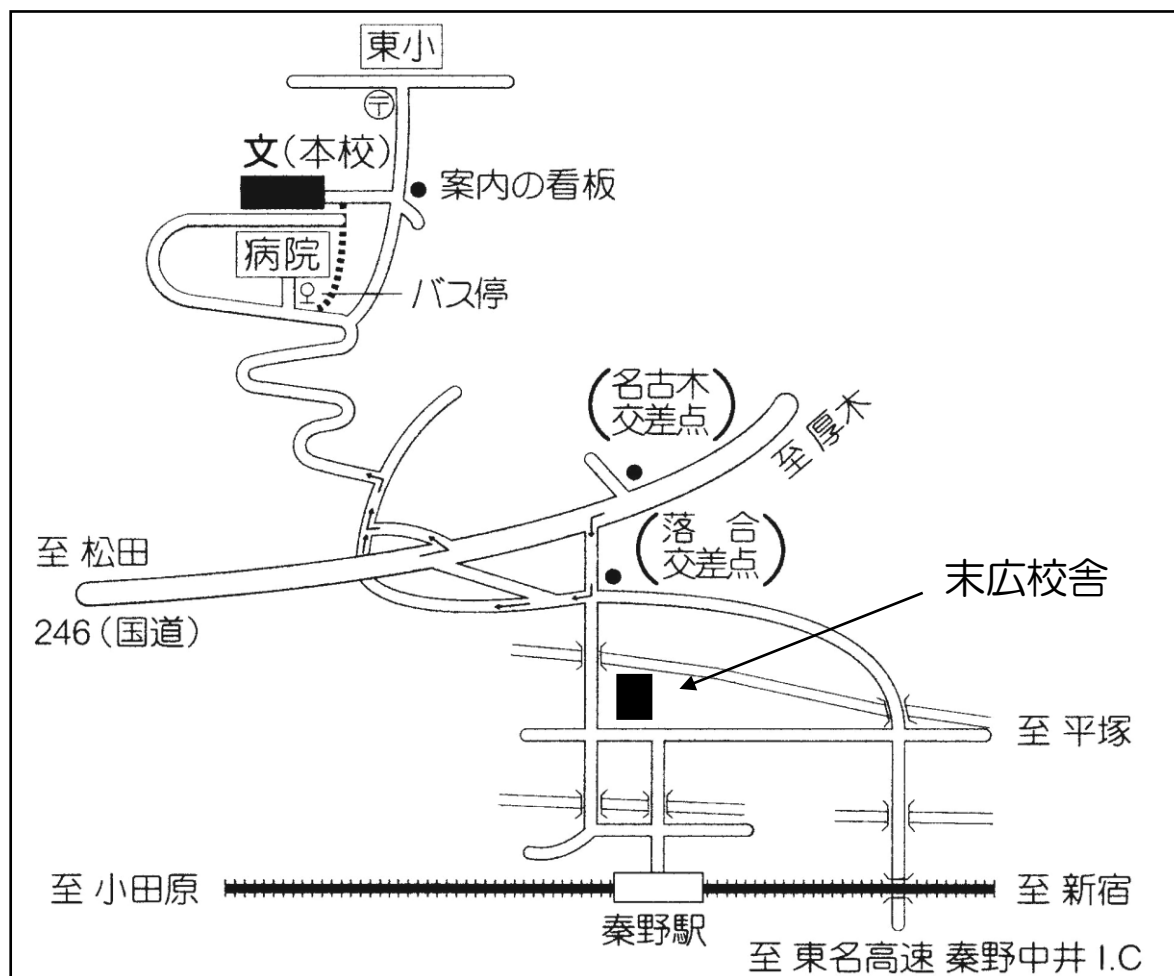 東小
〒
文(本校)
案内の看板
病院
バス停
(名古木
交差点)
至 厚木
(落 合
交差点)
至 松田
246(国道)
末広校舎
至 平塚
至 小田原
至 新宿
秦野駅
至 東名高速 秦野中井 I.C